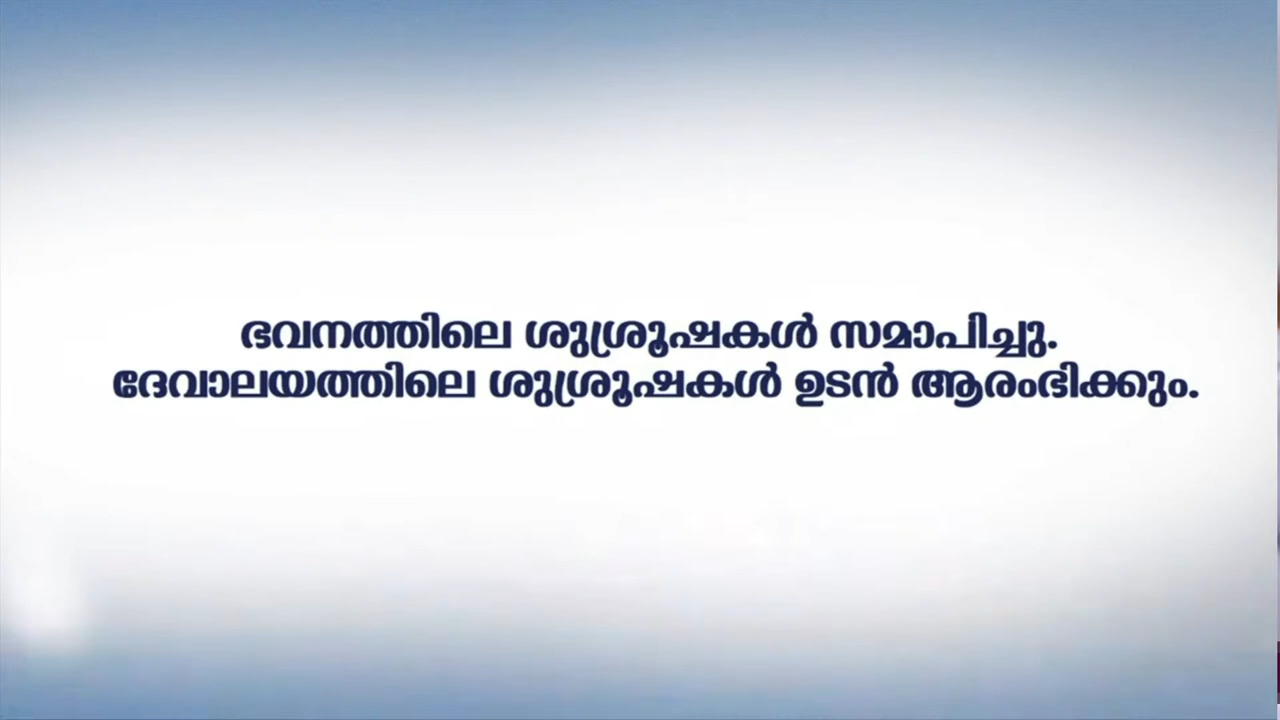 ഭവനത്തിലെ ശുശ്രൂഷകൾ സമാപിച്ചു.
ദേവാലയത്തിലെ ശുശ്രൂഷകൾ ഉടൻ ആരംഭിക്കും.